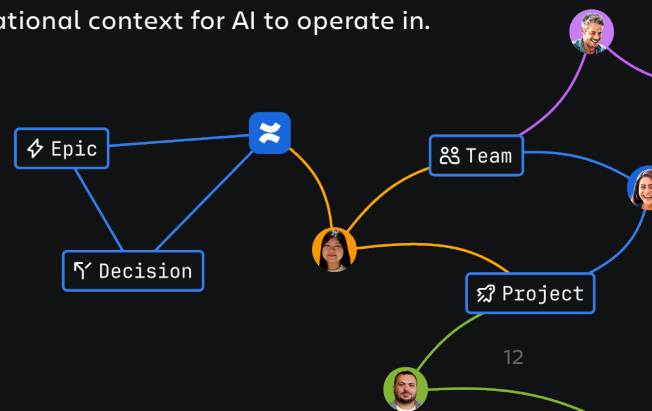 ational context for AI to operate in.
Epic
Team
Decision
Project
12